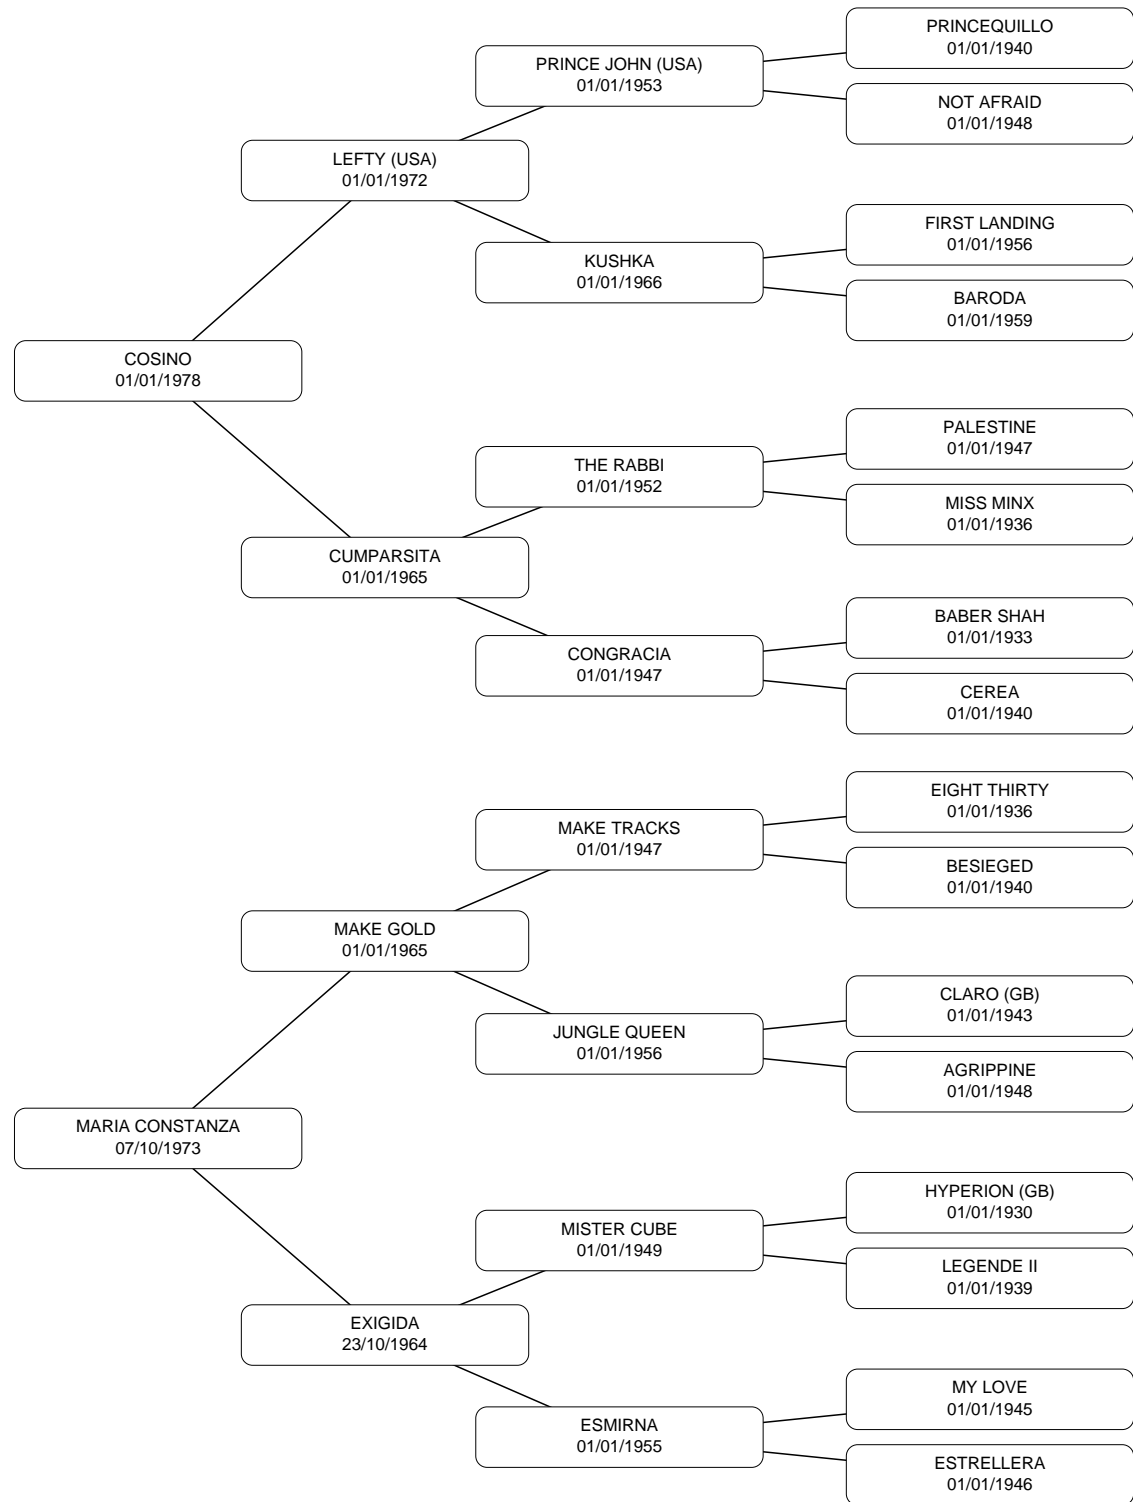 PRINCEQUILLO
01/01/1940
PRINCE JOHN (USA)
01/01/1953
NOT AFRAID
01/01/1948
LEFTY (USA)
01/01/1972
FIRST LANDING
01/01/1956
KUSHKA
01/01/1966
BARODA
01/01/1959
COSINO
01/01/1978
PALESTINE
01/01/1947
THE RABBI
01/01/1952
MISS MINX
01/01/1936
CUMPARSITA
01/01/1965
BABER SHAH
01/01/1933
CONGRACIA
01/01/1947
CEREA
01/01/1940
EIGHT THIRTY
01/01/1936
MAKE TRACKS
01/01/1947
BESIEGED
01/01/1940
MAKE GOLD
01/01/1965
CLARO (GB)
01/01/1943
JUNGLE QUEEN
01/01/1956
AGRIPPINE
01/01/1948
MARIA CONSTANZA
07/10/1973
HYPERION (GB)
01/01/1930
MISTER CUBE
01/01/1949
LEGENDE II
01/01/1939
EXIGIDA
23/10/1964
MY LOVE
01/01/1945
ESMIRNA
01/01/1955
ESTRELLERA
01/01/1946